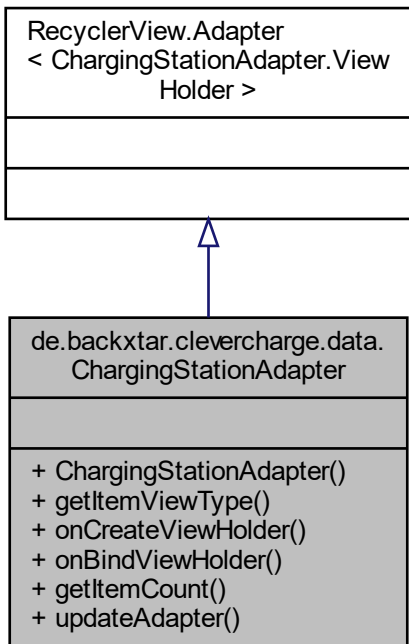 RecyclerView.Adapter
< ChargingStationAdapter.View
Holder >
de.backxtar.clevercharge.data.
ChargingStationAdapter
+ ChargingStationAdapter()
+ getItemViewType()
+ onCreateViewHolder()
+ onBindViewHolder()
+ getItemCount()
+ updateAdapter()